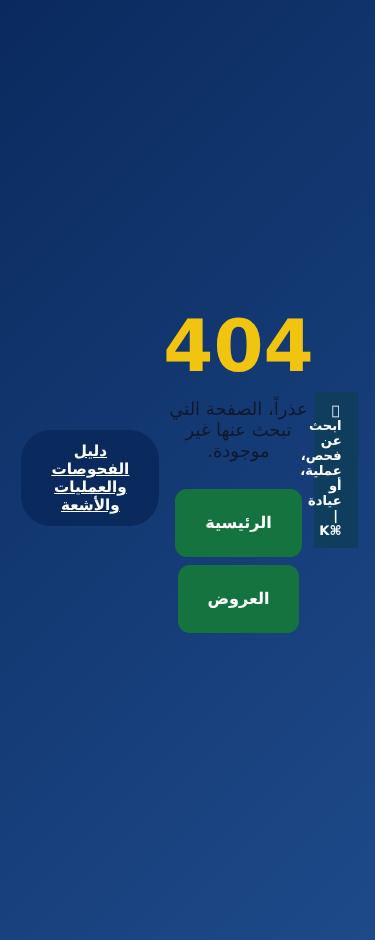 404
عذراً، الصفحة التي
تبحث عنها غير
موجودة.
الرئيسية
العروض
ابحث
عن
فحص،
عملية،
أو
عيادة
|
⌘K
دليل
الفحوصات
والعمليات
والأشعة